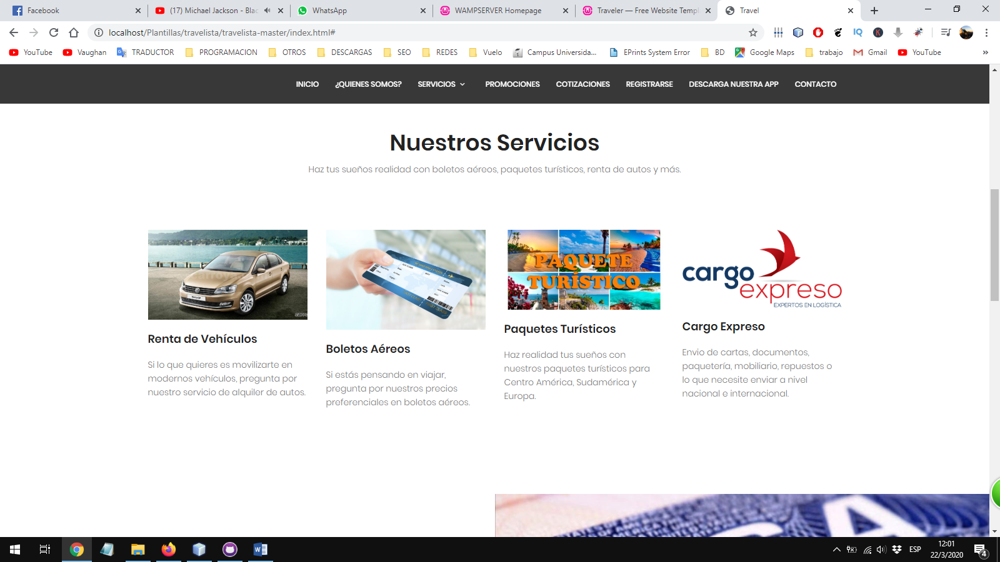 Facebook
(17) Michael Jackson - Blac
WhatsApp
WAMPSERVER Homepage
Traveler — Free Website Templ
Travel
localhost/Plantillas/travelista/travelista-master/index.html#
YouTube
Vaughan
TRADUCTOR
PROGRAMACION
OTROS
DESCARGAS
SEO
REDES
Vuelo
Campus Universida...
EPrints System Error
BD
Google Maps
trabajo
Gmail
YouTube
INICIO
¿QUIENES SOMOS?
SERVICIOS
PROMOCIONES
COTIZACIONES
REGISTRARSE
DESCARGA NUESTRA APP
CONTACTO
Nuestros Servicios
Haz tus sueños realidad con boletos aéreos, paquetes turísticos, renta de autos y más.
Renta de Vehículos
Si lo que quieres es movilizarte en
modernos vehículos, pregunta por
nuestro servicio de alquiler de autos.
Boletos Aéreos
Si estás pensando en viajar,
pregunta por nuestros precios
preferenciales en boletos aéreos.
PAQUETE
TURÍSTICO
Paquetes Turísticos
Haz realidad tus sueños con
nuestros paquetes turísticos para
Centro América, Sudamérica y
Europa.
cargo
expreso
EXPERTOS EN LOGÍSTICA
Cargo Expreso
Envio de cartas, documentos,
paquetería, mobiliario, repuestos o
lo que necesite enviar a nivel
nacional e internacional.
ESP
12:01
22/3/2020
4